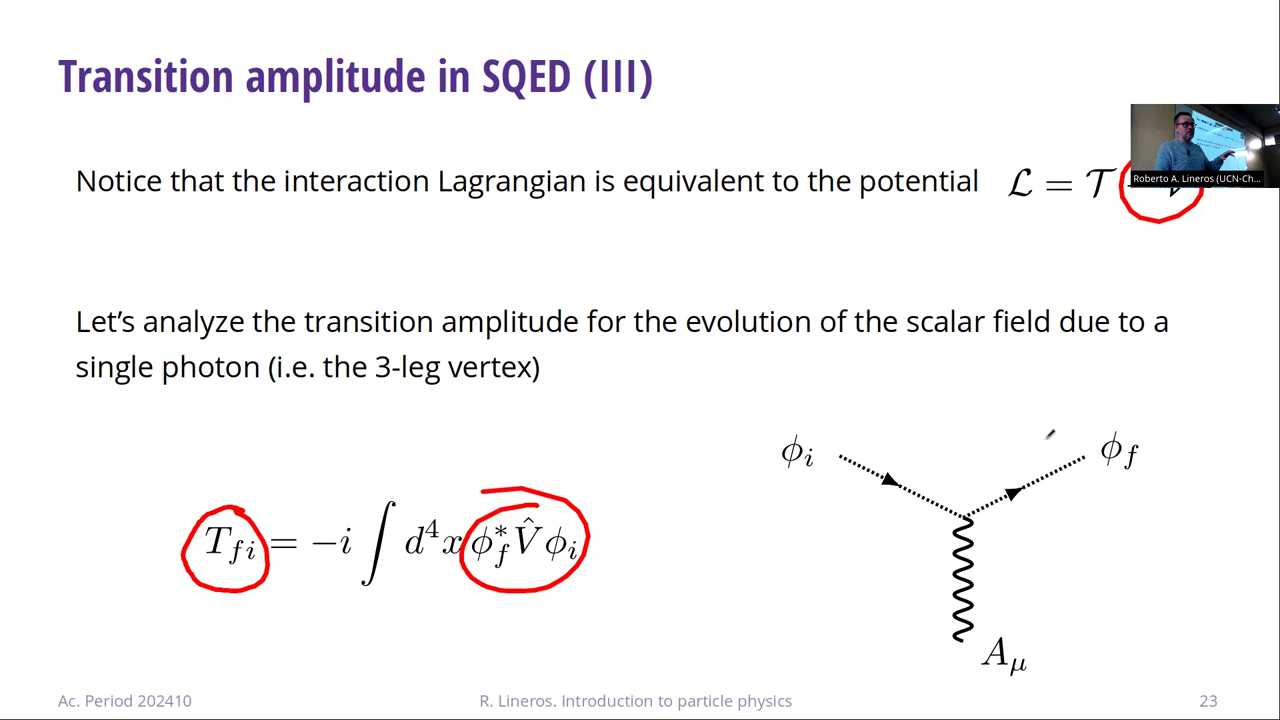 Transition amplitude in SQED (III)
Notice that the interaction Lagrangian is equivalent to the potential ℒ = 𝒯
Roberto A. Lineros (UCN-Ch...
Let's analyze the transition amplitude for the evolution of the scalar field due to a
single photon (i.e. the 3-leg vertex)
ϕ_i
ϕ_f
T_{fi} = −i ∫ d⁴x ϕ_f^* V̂ ϕ_i
A_μ
Ac. Period 202410
R. Lineros. Introduction to particle physics
23